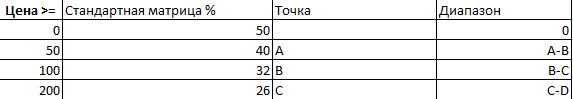 Цена >= Стандартная матрица % Точка Диапазон
0 50 0
50 40 A A-B
100 32 B B-C
200 26 C C-D